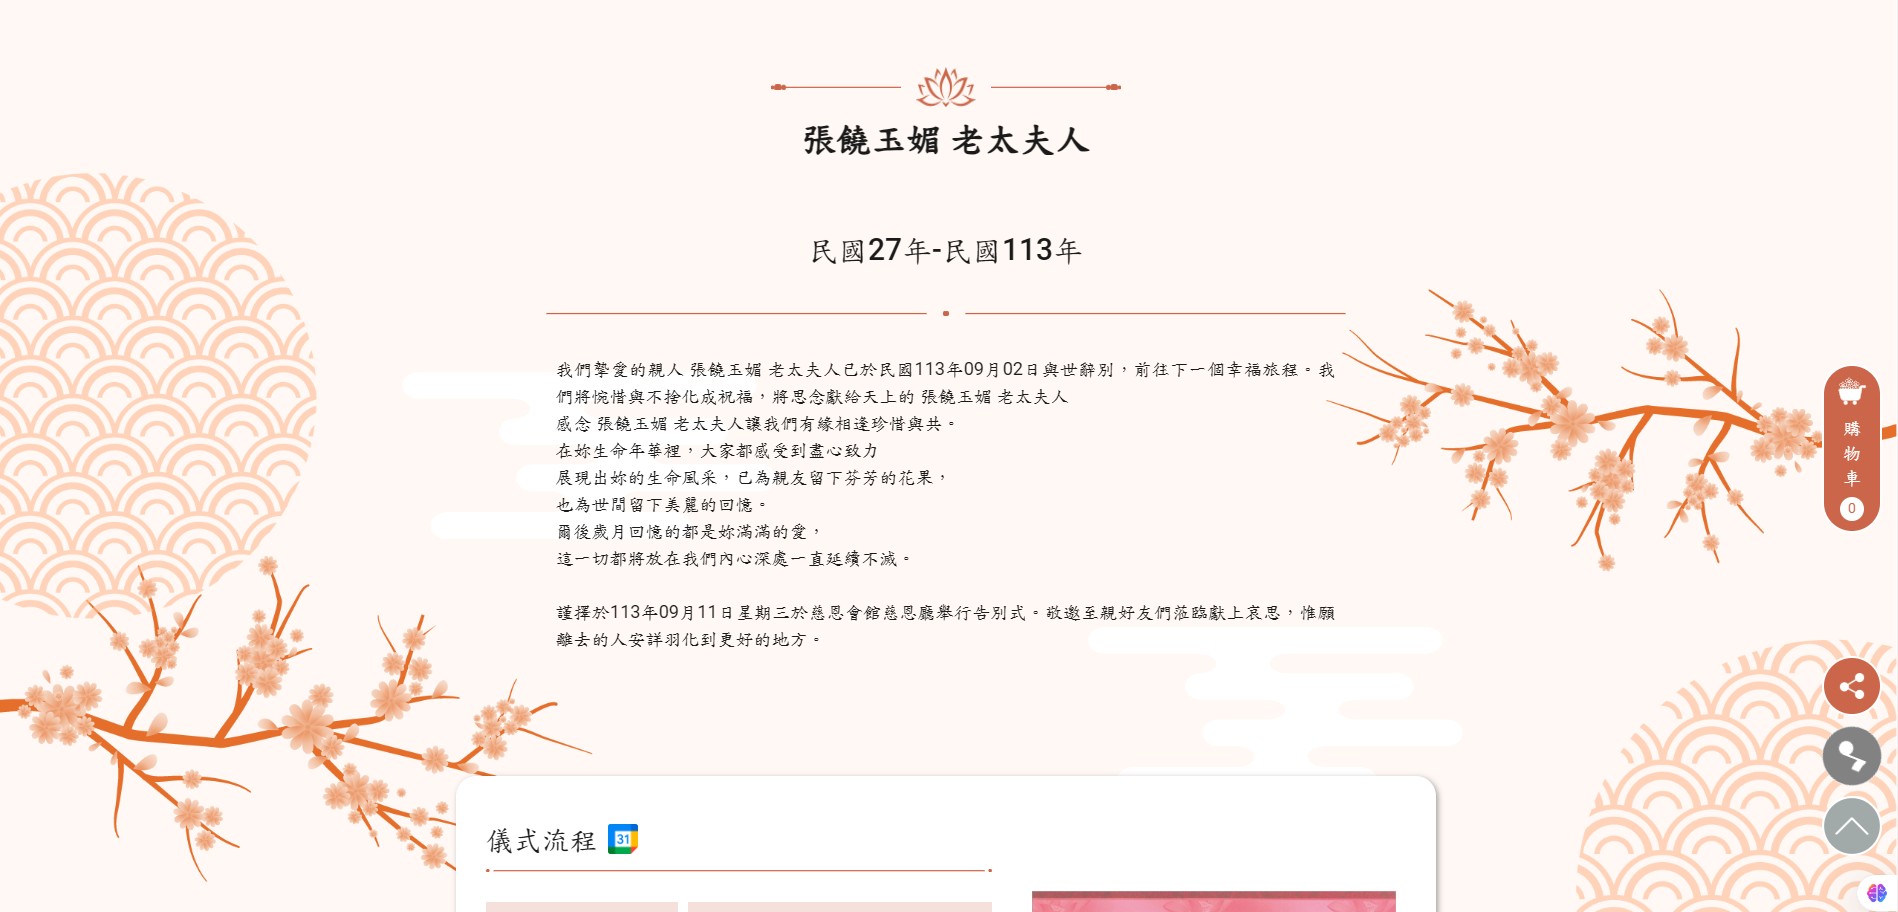 張饒玉媚 老太夫人
民國27年-民國113年
我們摯愛的親人 張饒玉媚 老太夫人已於民國113年09月02日與世辭別，前往下一個幸福旅程。我
們將惋惜與不捨化成祝福，將思念獻給天上的 張饒玉媚 老太夫人
感念 張饒玉媚 老太夫人讓我們有緣相逢珍惜與共。
在妳生命年華裡，大家都感受到盡心致力
展現出妳的生命風采，已為親友留下芬芳的花果，
也為世間留下美麗的回憶。
爾後歲月回憶的都是妳滿滿的愛，
這一切都將放在我們內心深處一直延續不滅。
謹擇於113年09月11日星期三於慈恩會館慈恩廳舉行告別式。敬邀至親好友們蒞臨獻上哀思，惟願
離去的人安詳羽化到更好的地方。
購
物
車
0
儀式流程 31